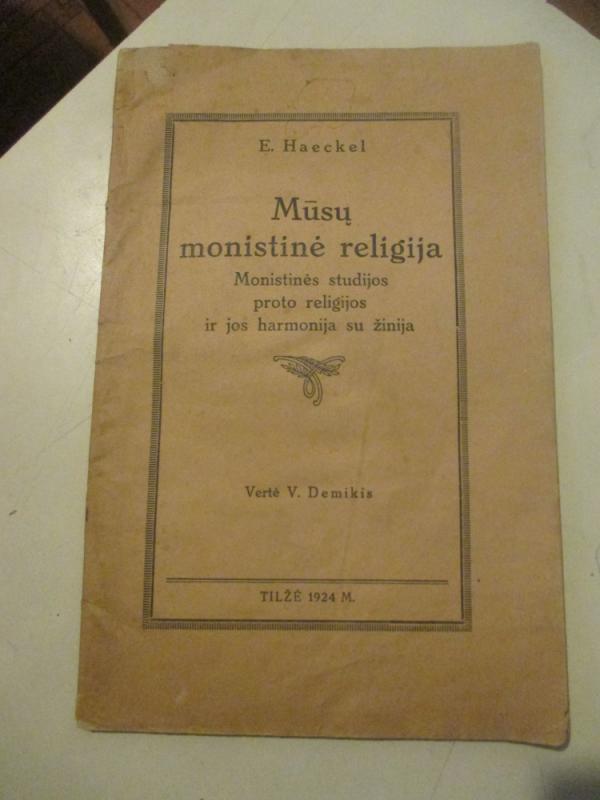 E. Haeckel
Mūsų
monistinė religija
Monistinės studijos
proto religijos
ir jos harmonija su žinija
Vertė V. Demikis
TILŽĖ 1924 M.